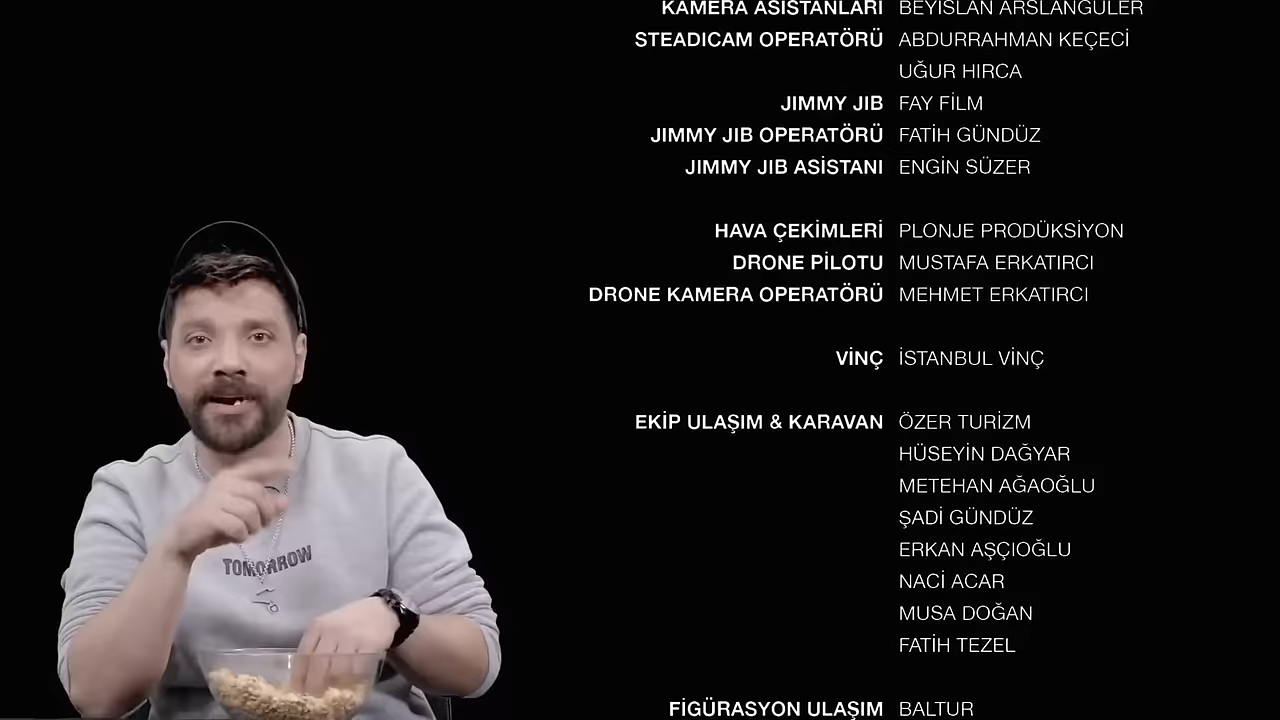 KAMERA ASİSTANLARI BEYİSLAN ARSLANGÜLER
STEADICAM OPERATÖRÜ ABDURRAHMAN KEÇECİ
UĞUR HIRCA
JIMMY JIB FAY FİLM
JIMMY JIB OPERATÖRÜ FATİH GÜNDÜZ
JIMMY JIB ASİSTANI ENGİN SÜZER
HAVA ÇEKİMLERİ PLONJE PRODÜKSİYON
DRONE PİLOTU MUSTAFA ERKATIRCI
DRONE KAMERA OPERATÖRÜ MEHMET ERKATIRCI
VİNÇ İSTANBUL VİNÇ
EKİP ULAŞIM & KARAVAN ÖZER TURİZM
HÜSEYİN DAĞYAR
METEHAN AĞAOĞLU
ŞADİ GÜNDÜZ
ERKAN AŞÇIOĞLU
NACİ ACAR
MUSA DOĞAN
FATİH TEZEL
FİGÜRASYON ULAŞIM BALTUR
TOMORROW